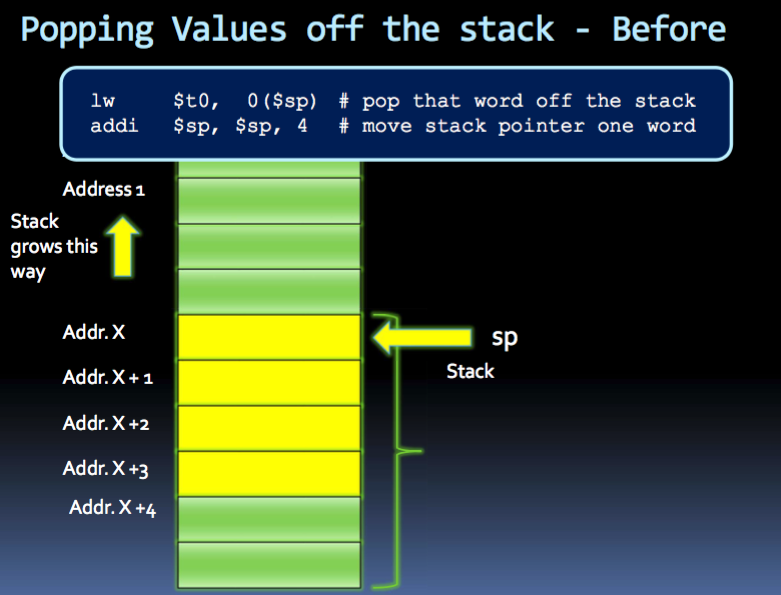 Popping Values off the stack - Before
lw $t0, 0($sp) # pop that word off the stack
addi $sp, $sp, 4 # move stack pointer one word
Address 1
Stack
grows this
way
Addr. X
sp
Stack
Addr. X + 1
Addr. X +2
Addr. X +3
Addr. X +4